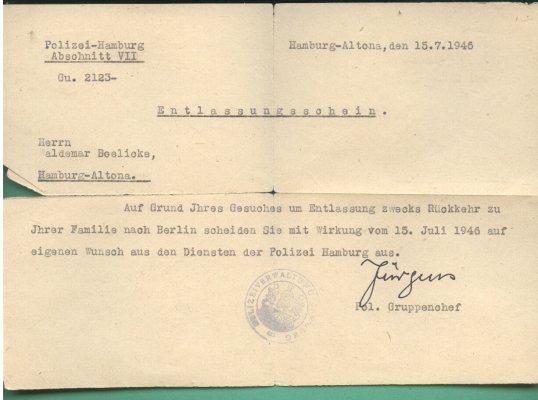 Polizei-Hamburg
Abschnitt VII
Gu. 2123-
Hamburg-Altona, den 15.7.1946
Entlassungsschein.
Herrn
Waldemar Beelicke,
Hamburg-Altona.
Auf Grund Jhres Gesuches um Entlassung zwecks Rückkehr zu
Jhrer Familie nach Berlin scheiden Sie mit Wirkung vom 15. Juli 1946 auf
eigenen Wunsch aus den Diensten der Polizei Hamburg aus.
Jürgens
Pol. Gruppenchef
POLIZEIVERWALTUNG